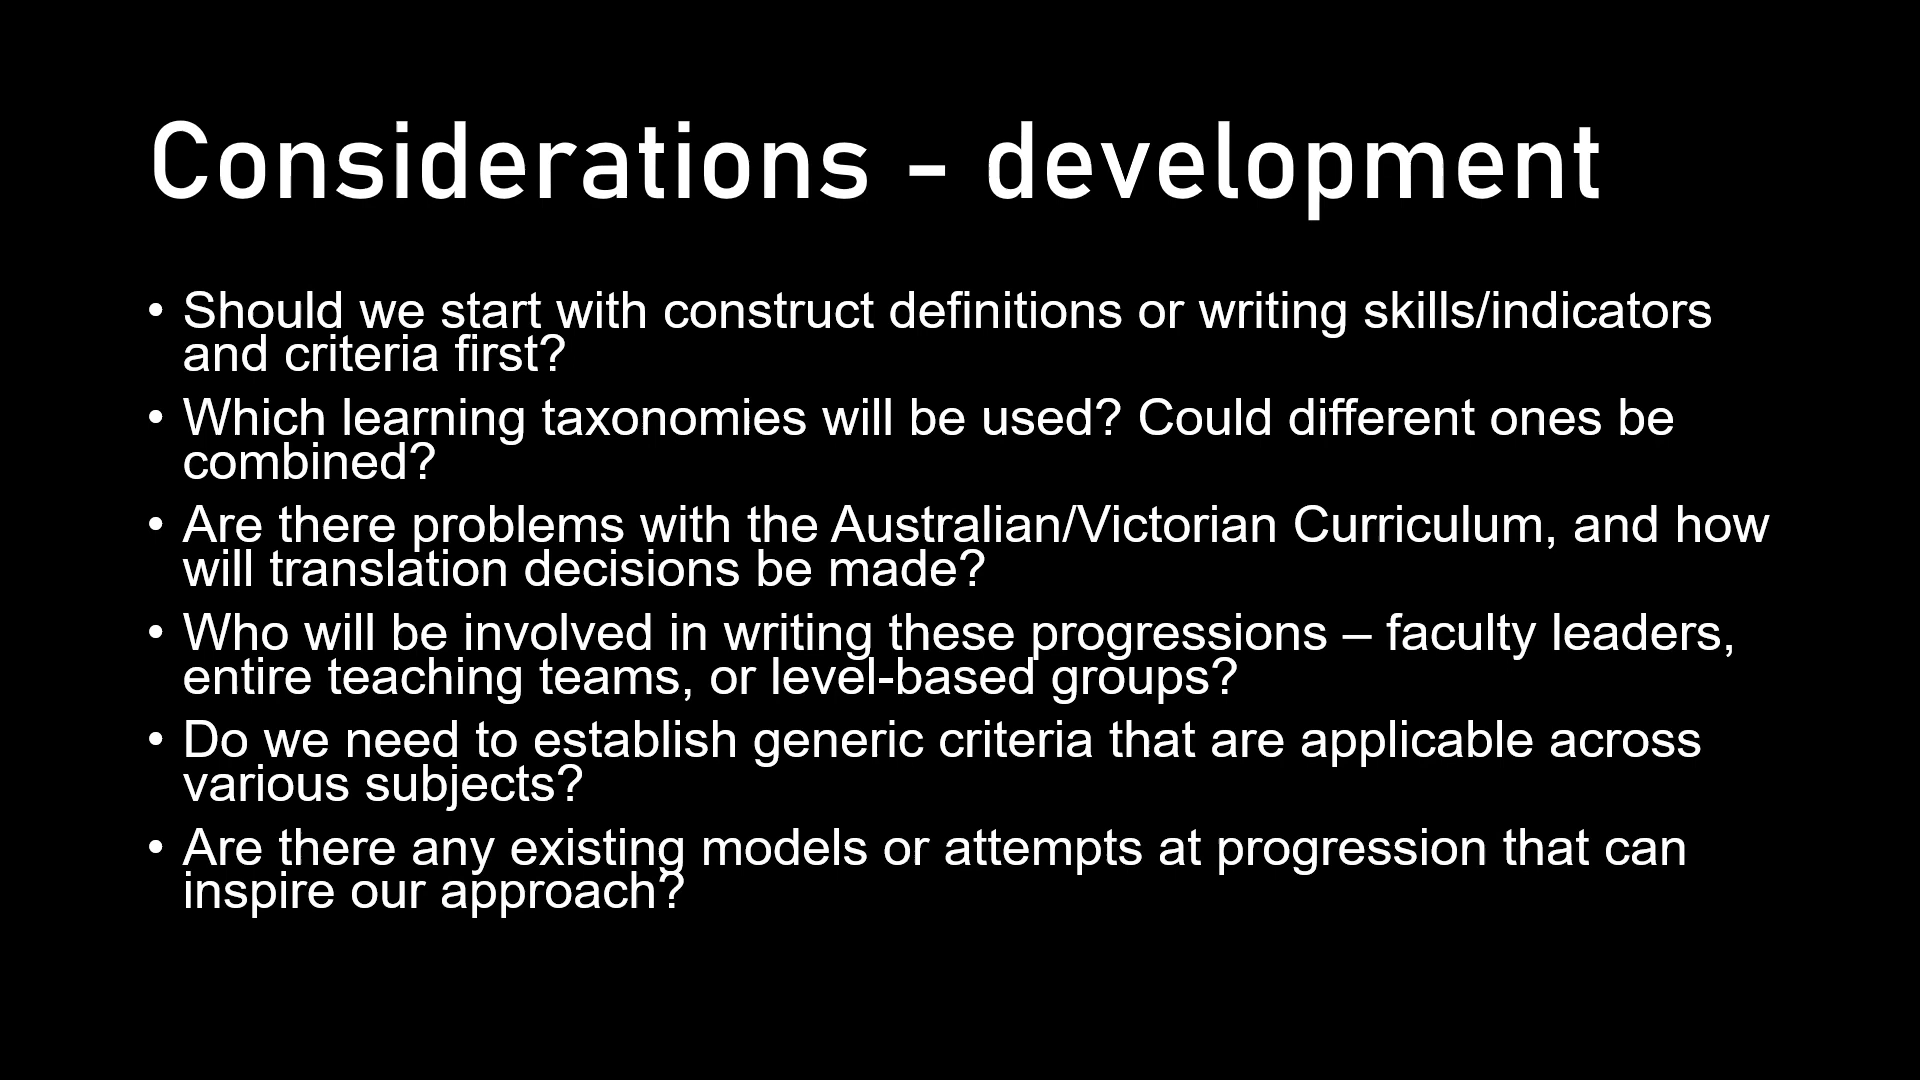 Considerations - development
• Should we start with construct definitions or writing skills/indicators
and criteria first?
• Which learning taxonomies will be used? Could different ones be
combined?
• Are there problems with the Australian/Victorian Curriculum, and how
will translation decisions be made?
• Who will be involved in writing these progressions – faculty leaders,
entire teaching teams, or level-based groups?
• Do we need to establish generic criteria that are applicable across
various subjects?
• Are there any existing models or attempts at progression that can
inspire our approach?